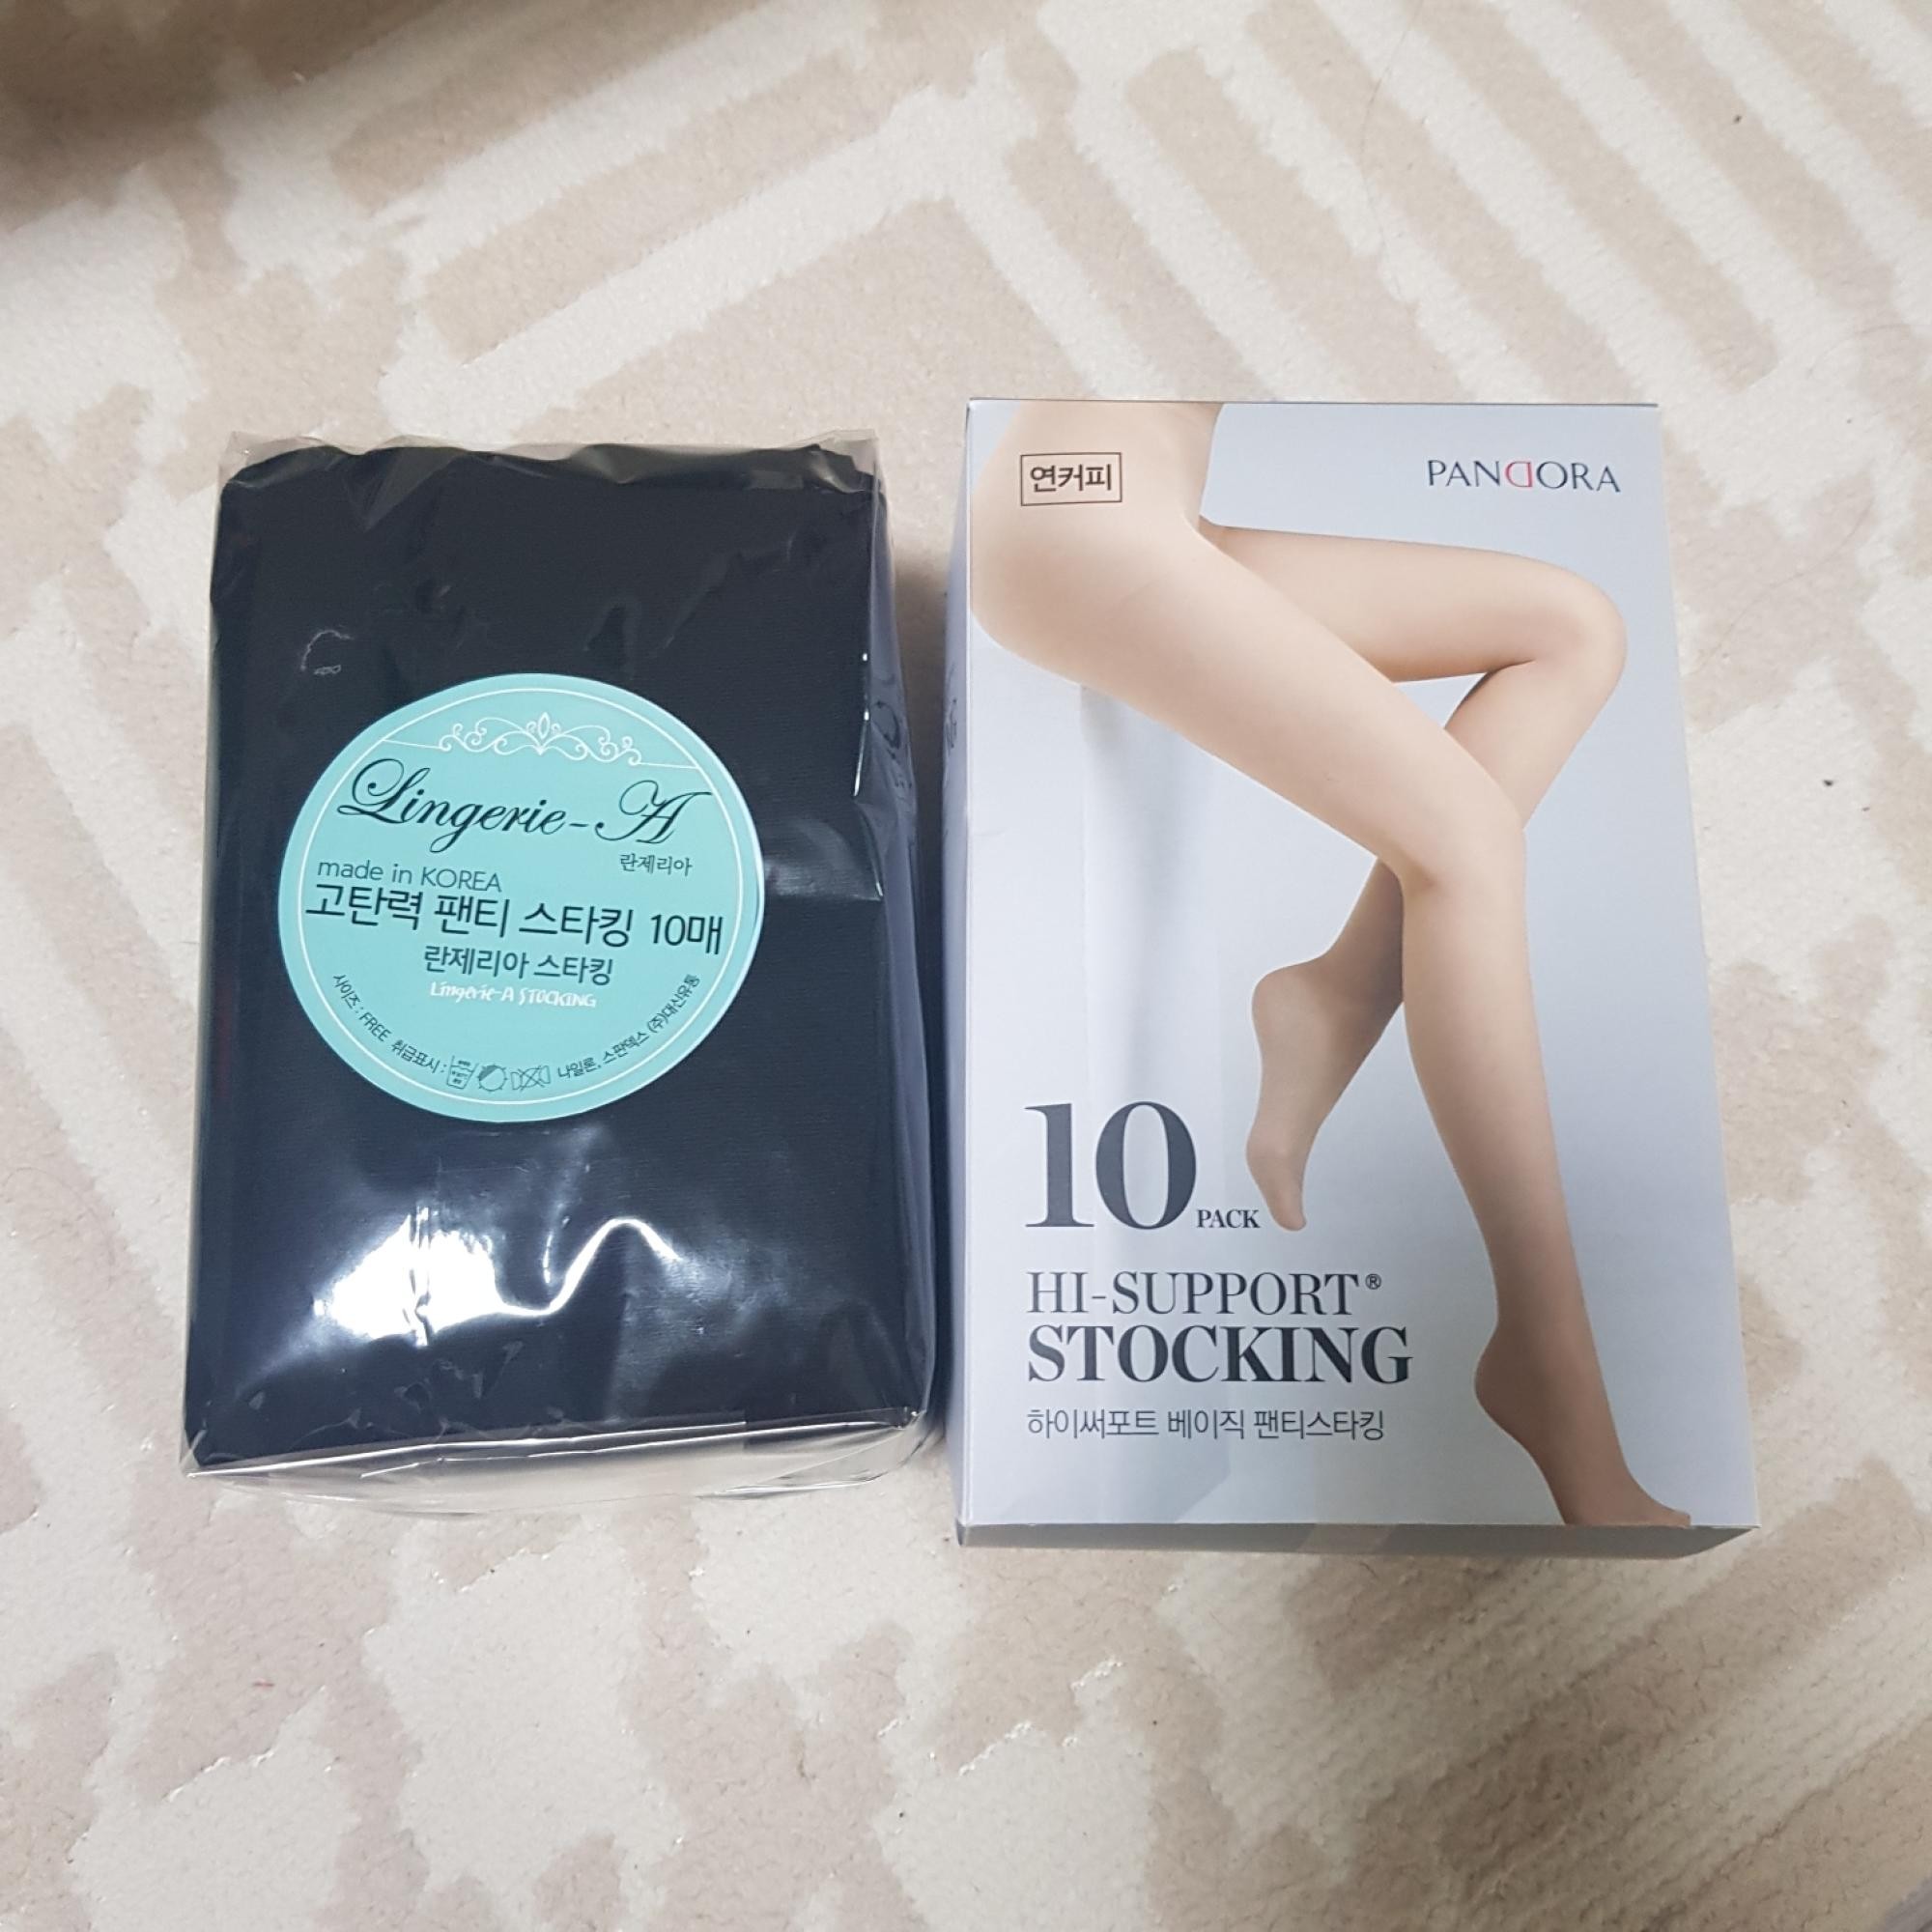 Lingerie-A
란제리아
made in KOREA
고탄력 팬티 스타킹 10매
란제리아 스타킹
Lingerie-A STOCKING
사이즈 : FREE 취급표시 : 나일론, 스판덱스 (주)대신유통
연커피
PANDORA
10 PACK
HI-SUPPORT®
STOCKING
하이써포트 베이직 팬티스타킹